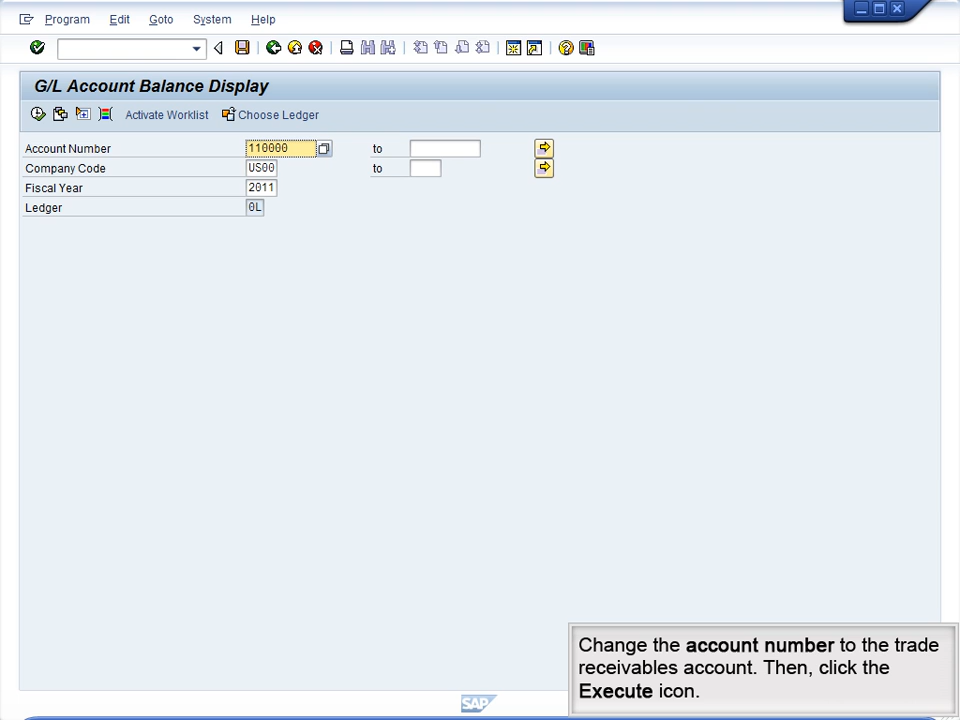 Program Edit Goto System Help
G/L Account Balance Display
Activate Worklist Choose Ledger
Account Number 110000 to
Company Code US00 to
Fiscal Year 2011
Ledger 0L
Change the account number to the trade
receivables account. Then, click the
Execute icon.
SAP